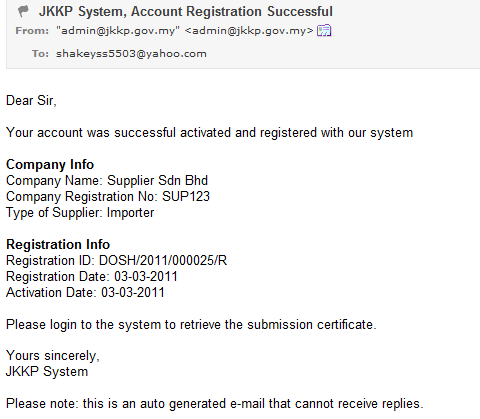 JKKP System, Account Registration Successful
From: "admin@jkkp.gov.my" <admin@jkkp.gov.my>
To: shakeyss5503@yahoo.com
Dear Sir,
Your account was successful activated and registered with our system
Company Info
Company Name: Supplier Sdn Bhd
Company Registration No: SUP123
Type of Supplier: Importer
Registration Info
Registration ID: DOSH/2011/000025/R
Registration Date: 03-03-2011
Activation Date: 03-03-2011
Please login to the system to retrieve the submission certificate.
Yours sincerely,
JKKP System
Please note: this is an auto generated e-mail that cannot receive replies.